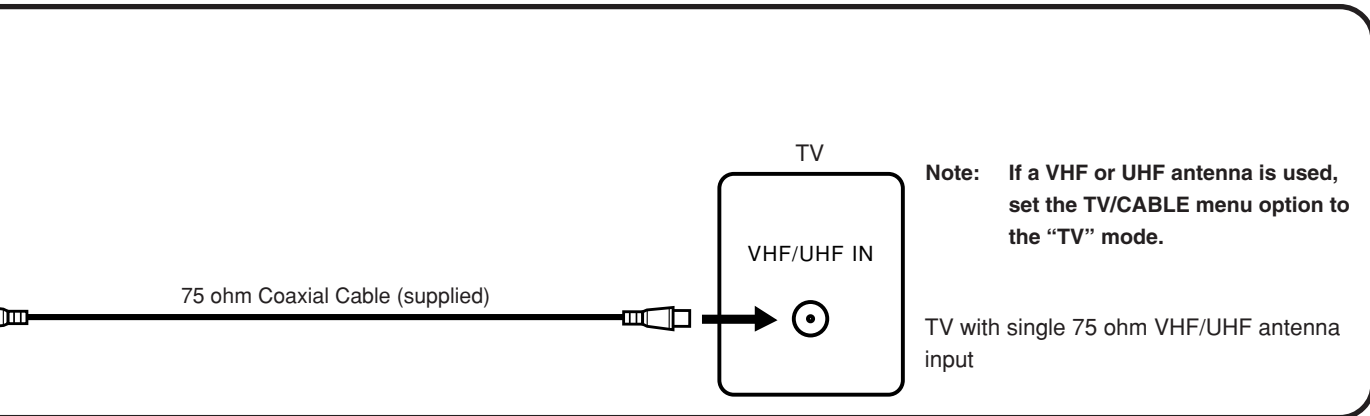 TV
Note: If a VHF or UHF antenna is used,
set the TV/CABLE menu option to
the “TV” mode.
VHF/UHF IN
75 ohm Coaxial Cable (supplied)
TV with single 75 ohm VHF/UHF antenna
input